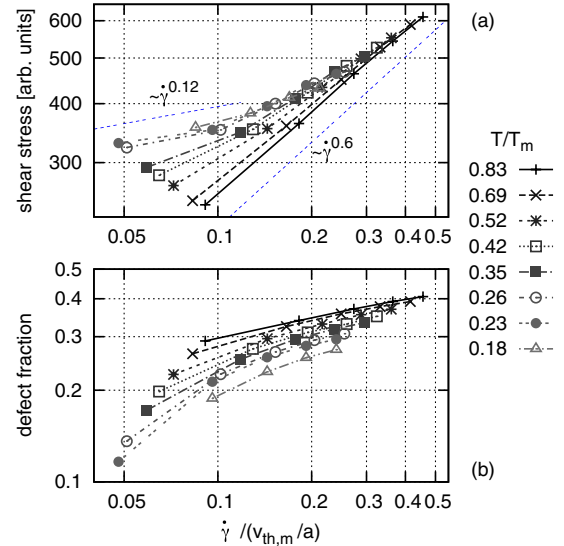 (a)
shear stress [arb. units]
600
500
400
300
~γ̇^0.12
~γ̇^0.6
0.05 0.1 0.2 0.3 0.4 0.5
T/T_m
0.83
0.69
0.52
0.42
0.35
0.26
0.23
0.18
defect fraction
0.5
0.4
0.3
0.2
0.1
(b)
0.05 0.1 0.2 0.3 0.4 0.5
γ̇ /(v_th,m /a)